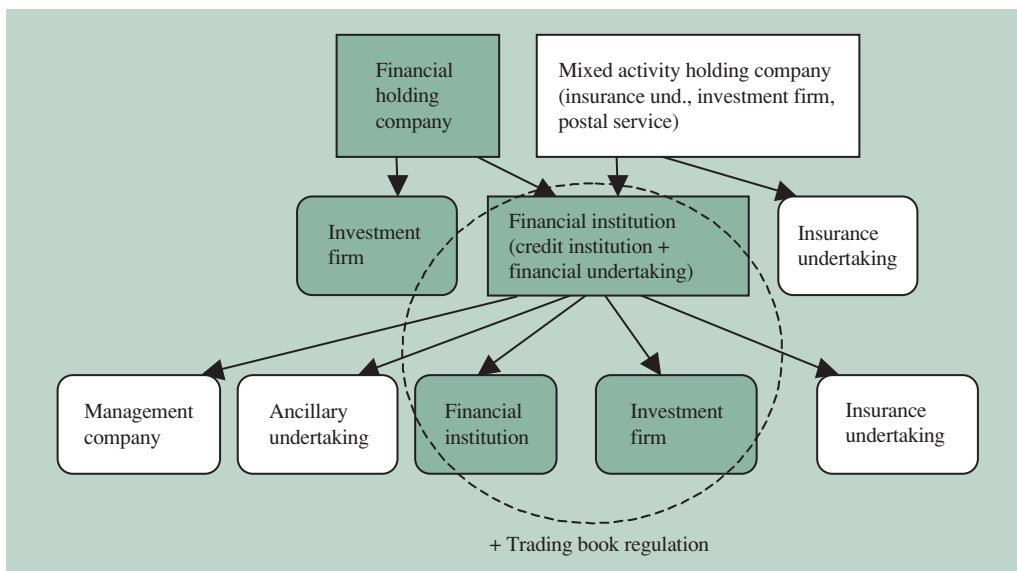 Financial
holding
company
Mixed activity holding company
(insurance und., investment firm,
postal service)
Investment
firm
Financial institution
(credit institution +
financial undertaking)
Insurance
undertaking
Management
company
Ancillary
undertaking
Financial
institution
Investment
firm
Insurance
undertaking
+ Trading book regulation